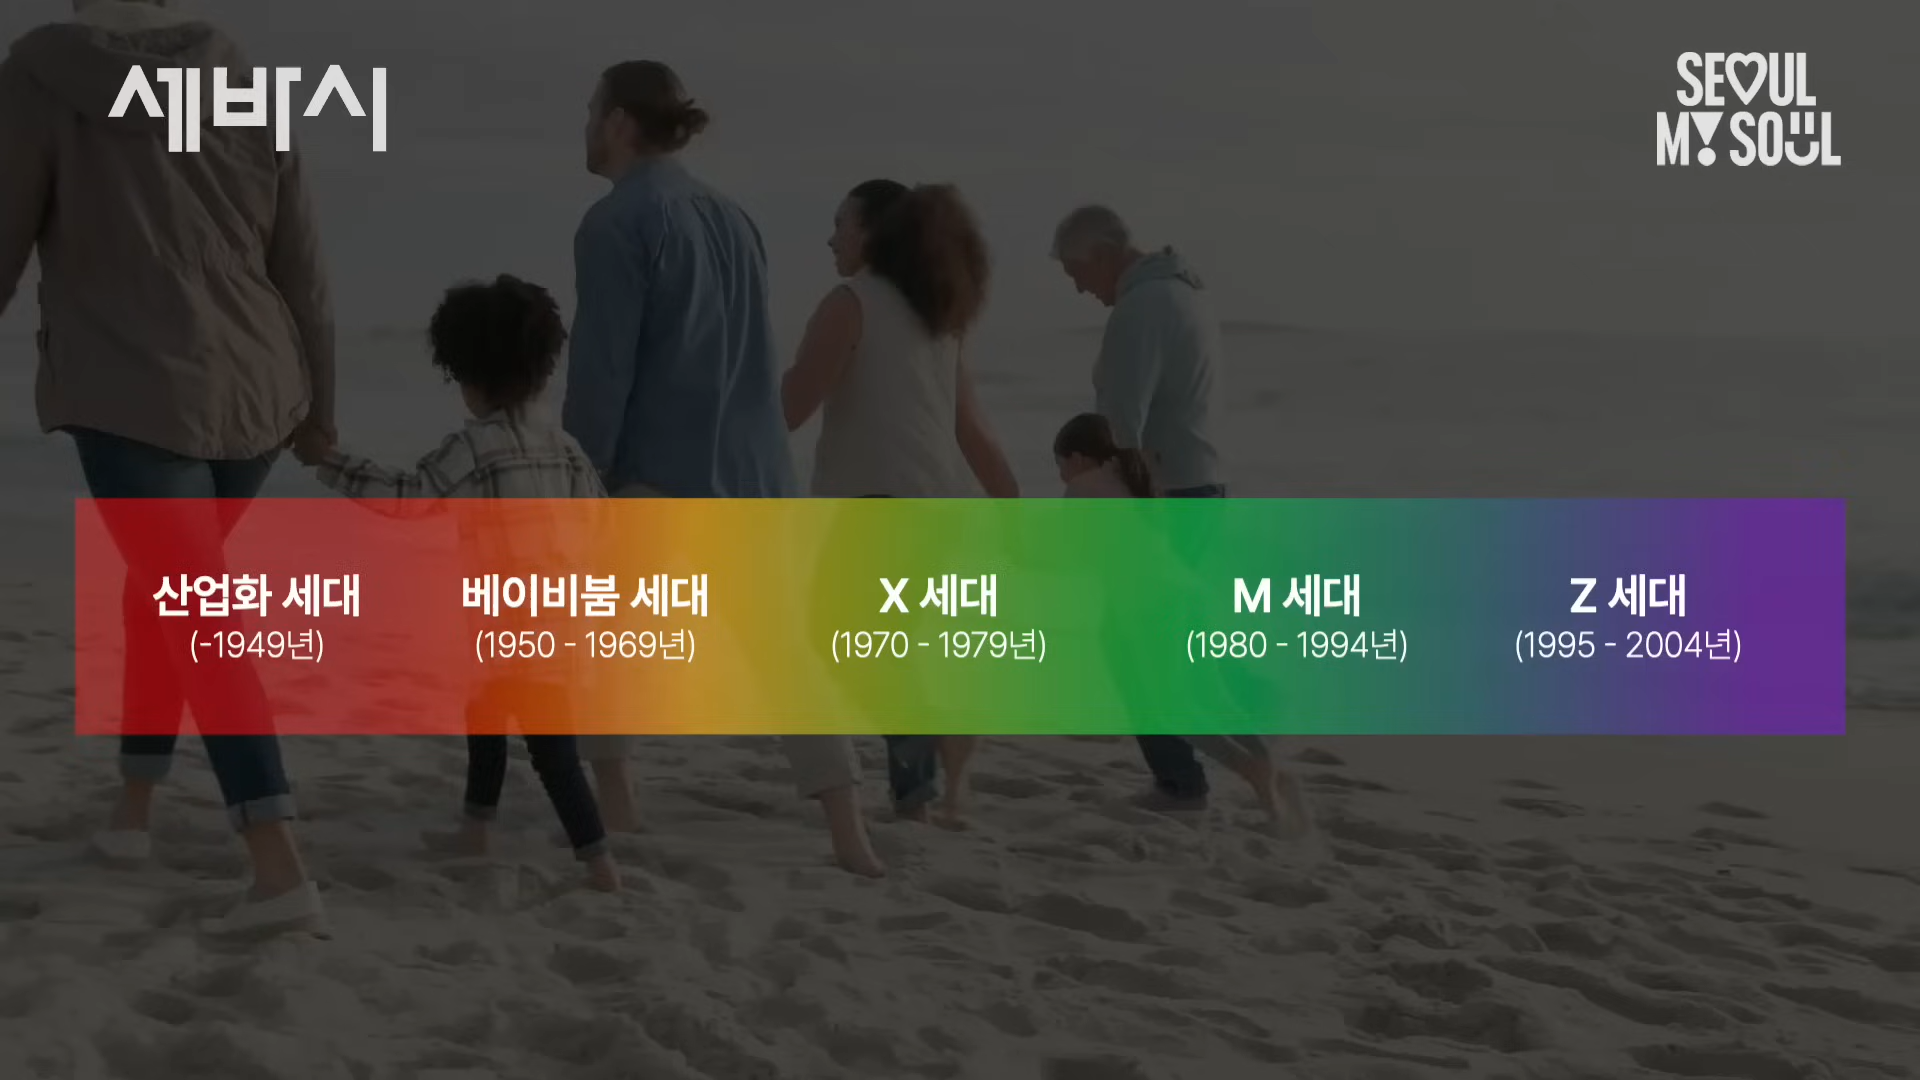 세바시
SEOUL
MY SOUL
산업화 세대
(-1949년)
베이비붐 세대
(1950 - 1969년)
X 세대
(1970 - 1979년)
M 세대
(1980 - 1994년)
Z 세대
(1995 - 2004년)